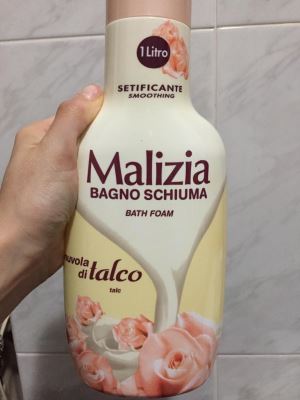 1 Litro
SETIFICANTE
SMOOTHING
Malizia
BAGNO SCHIUMA
BATH FOAM
nuvola
di talco
talc